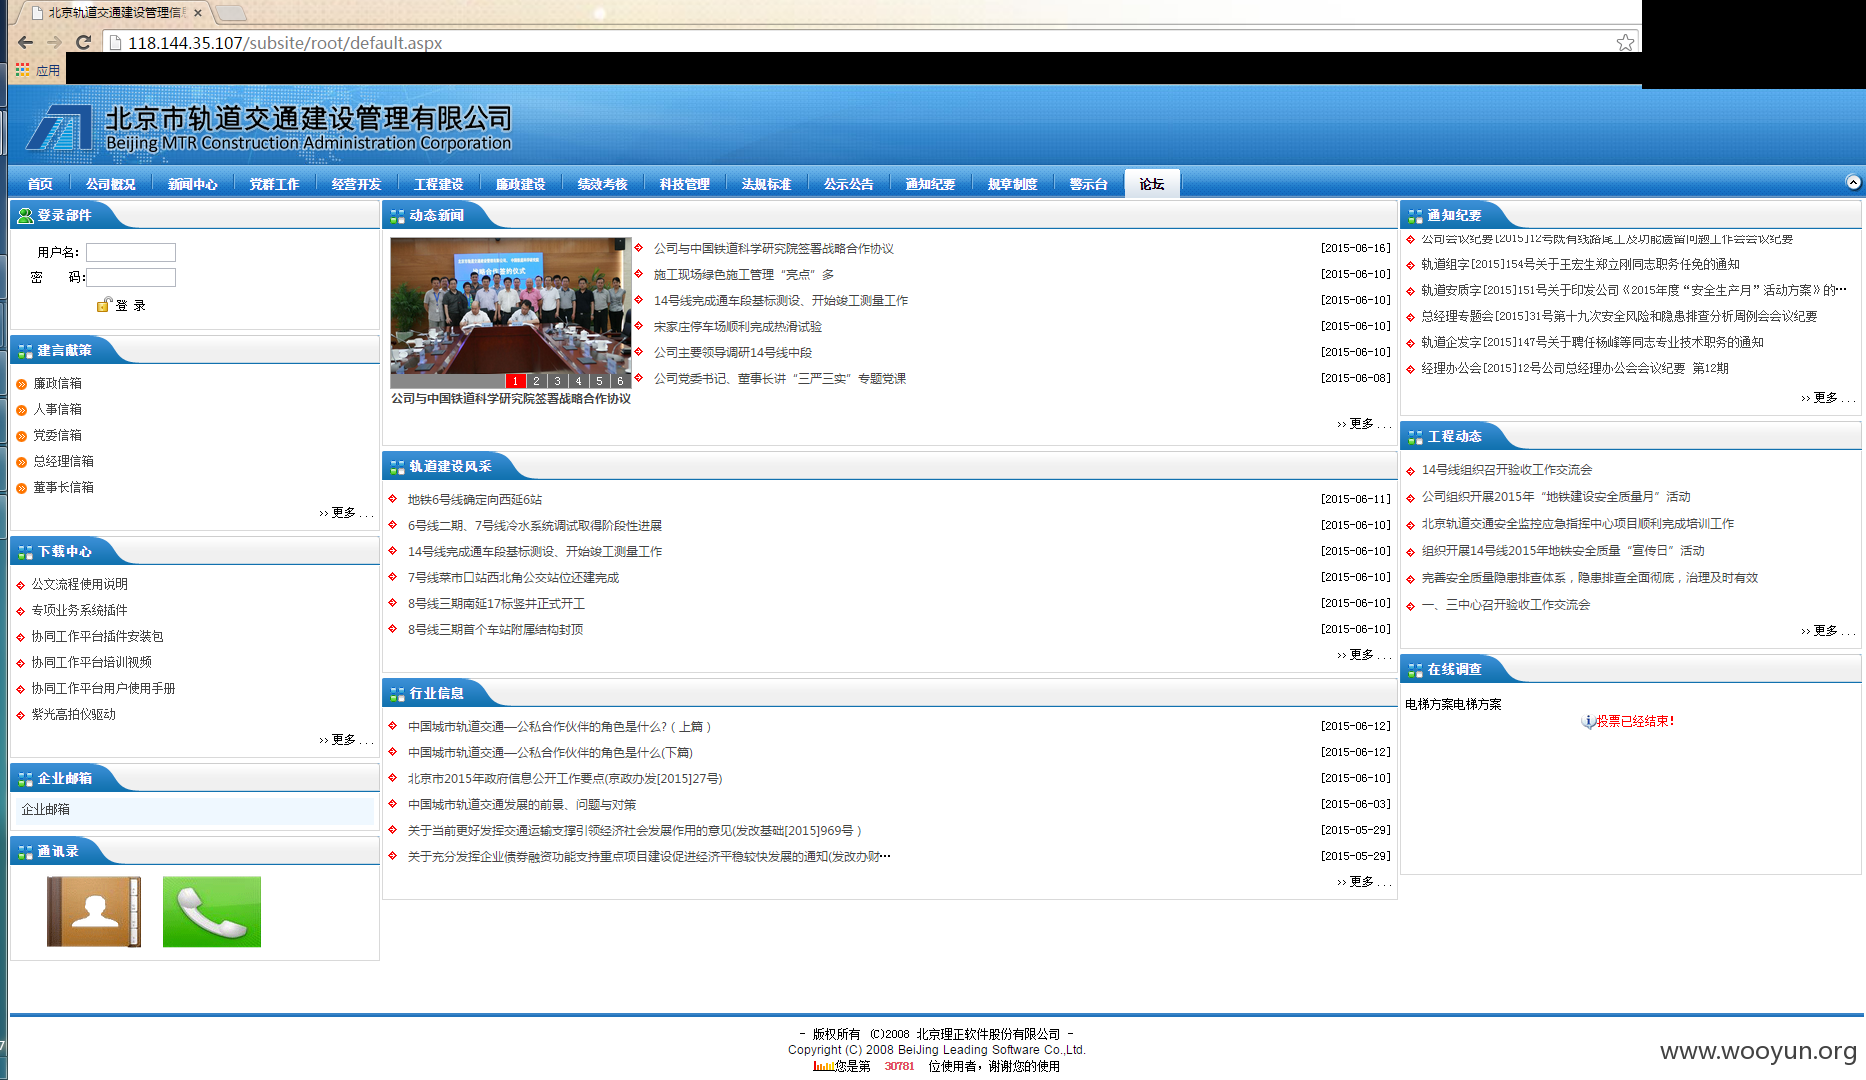 北京轨道交通建设管理信息
118.144.35.107/subsite/root/default.aspx
应用
北京市轨道交通建设管理有限公司
Beijing MTR Construction Administration Corporation
首页 公司概况 新闻中心 党群工作 经营开发 工程建设 廉政建设 绩效考核 科技管理 法规标准 公示公告 通知纪要 规章制度 警示台 论坛
登录部件
用户名:
密 码:
登 录
建言献策
廉政信箱
人事信箱
党委信箱
总经理信箱
董事长信箱
›› 更多 . . .
下载中心
公文流程使用说明
专项业务系统插件
协同工作平台插件安装包
协同工作平台培训视频
协同工作平台用户使用手册
紫光高拍仪驱动
›› 更多 . . .
企业邮箱
企业邮箱
通讯录
动态新闻
1 2 3 4 5 6
公司与中国铁道科学研究院签署战略合作协议
公司与中国铁道科学研究院签署战略合作协议 [2015-06-16]
施工现场绿色施工管理“亮点”多 [2015-06-10]
14号线完成通车段基标测设、开始竣工测量工作 [2015-06-10]
宋家庄停车场顺利完成热滑试验 [2015-06-10]
公司主要领导调研14号线中段 [2015-06-10]
公司党委书记、董事长讲“三严三实”专题党课 [2015-06-08]
›› 更多 . . .
轨道建设风采
地铁6号线确定向西延6站 [2015-06-11]
6号线二期、7号线冷水系统调试取得阶段性进展 [2015-06-10]
14号线完成通车段基标测设、开始竣工测量工作 [2015-06-10]
7号线菜市口站西北角公交站位还建完成 [2015-06-10]
8号线三期南延17标竖井正式开工 [2015-06-10]
8号线三期首个车站附属结构封顶 [2015-06-10]
›› 更多 . . .
行业信息
中国城市轨道交通—公私合作伙伴的角色是什么?（上篇） [2015-06-12]
中国城市轨道交通—公私合作伙伴的角色是什么(下篇) [2015-06-12]
北京市2015年政府信息公开工作要点(京政办发[2015]27号) [2015-06-10]
中国城市轨道交通发展的前景、问题与对策 [2015-06-03]
关于当前更好发挥交通运输支撑引领经济社会发展作用的意见(发改基础[2015]969号） [2015-05-29]
关于充分发挥企业债券融资功能支持重点项目建设促进经济平稳较快发展的通知(发改办财… [2015-05-29]
›› 更多 . . .
通知纪要
公司会议纪要[2015]12号既有线路尾工及功能遗留问题工作会会议纪要
轨道组字[2015]154号关于王宏生郑立刚同志职务任免的通知
轨道安质字[2015]151号关于印发公司《2015年度“安全生产月”活动方案》的…
总经理专题会[2015]31号第十九次安全风险和隐患排查分析周例会会议纪要
轨道企发字[2015]147号关于聘任杨峰等同志专业技术职务的通知
经理办公会[2015]12号公司总经理办公会会议纪要 第12期
›› 更多 . . .
工程动态
14号线组织召开验收工作交流会
公司组织开展2015年“地铁建设安全质量月”活动
北京轨道交通安全监控应急指挥中心项目顺利完成培训工作
组织开展14号线2015年地铁安全质量“宣传日”活动
完善安全质量隐患排查体系，隐患排查全面彻底，治理及时有效
一、三中心召开验收工作交流会
›› 更多 . . .
在线调查
电梯方案电梯方案
投票已经结束!
- 版权所有 (C)2008 北京理正软件股份有限公司 -
Copyright (C) 2008 BeiJing Leading Software Co.,Ltd.
您是第 30781 位使用者，谢谢您的使用
www.wooyun.org